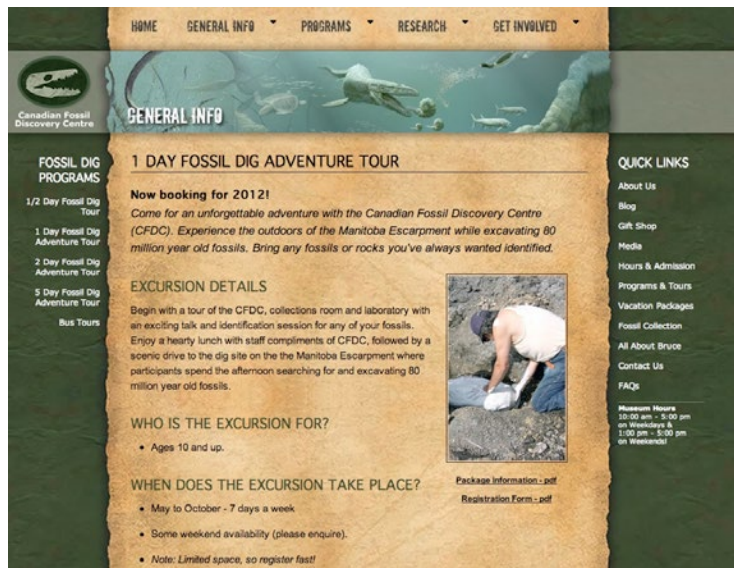 HOME GENERAL INFO PROGRAMS RESEARCH GET INVOLVED
Canadian Fossil
Discovery Centre
GENERAL INFO
FOSSIL DIG
PROGRAMS
1/2 Day Fossil Dig
Tour
1 Day Fossil Dig
Adventure Tour
2 Day Fossil Dig
Adventure Tour
5 Day Fossil Dig
Adventure Tour
Bus Tours
1 DAY FOSSIL DIG ADVENTURE TOUR
Now booking for 2012!
Come for an unforgettable adventure with the Canadian Fossil Discovery Centre
(CFDC). Experience the outdoors of the Manitoba Escarpment while excavating 80
million year old fossils. Bring any fossils or rocks you've always wanted identified.
EXCURSION DETAILS
Begin with a tour of the CFDC, collections room and laboratory with
an exciting talk and identification session for any of your fossils.
Enjoy a hearty lunch with staff compliments of CFDC, followed by a
scenic drive to the dig site on the the Manitoba Escarpment where
participants spend the afternoon searching for and excavating 80
million year old fossils.
WHO IS THE EXCURSION FOR?
• Ages 10 and up.
WHEN DOES THE EXCURSION TAKE PLACE?
• May to October - 7 days a week
• Some weekend availability (please enquire).
• Note: Limited space, so register fast!
Package Information - pdf
Registration Form - pdf
QUICK LINKS
About Us
Blog
Gift Shop
Media
Hours & Admission
Programs & Tours
Vacation Packages
Fossil Collection
All About Bruce
Contact Us
FAQs
Museum Hours
10:00 am - 5:00 pm
on Weekdays &
1:00 pm - 5:00 pm
on Weekends!